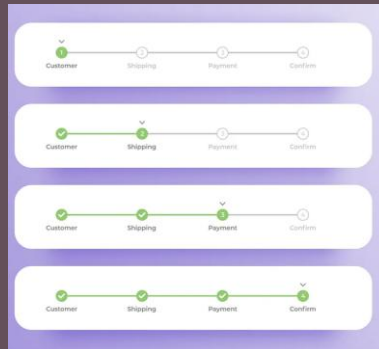 1 2 3 4
Customer Shipping Payment Confirm
2 3 4
Customer Shipping Payment Confirm
3 4
Customer Shipping Payment Confirm
4
Customer Shipping Payment Confirm